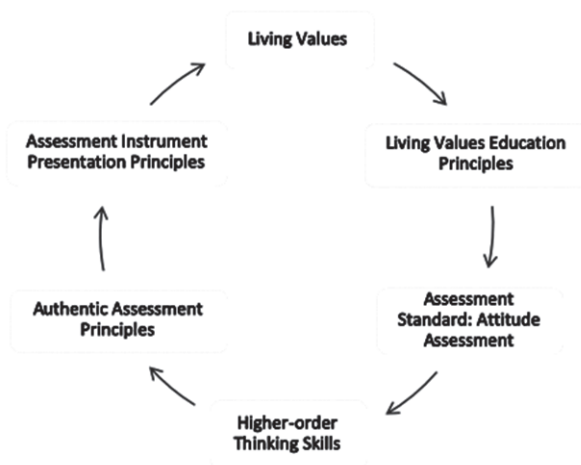 Living Values
Living Values Education
Principles
Assessment
Standard: Attitude
Assessment
Higher-order
Thinking Skills
Authentic Assessment
Principles
Assessment Instrument
Presentation Principles